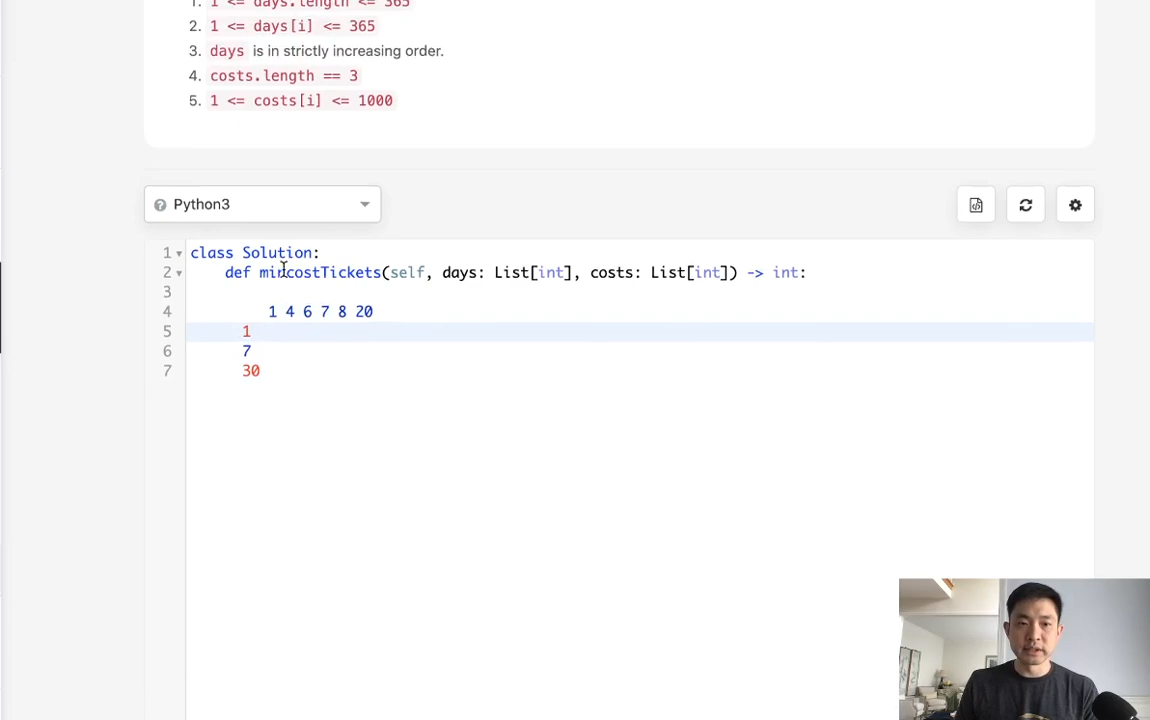 1. 1 <= days.length <= 365
2. 1 <= days[i] <= 365
3. days is in strictly increasing order.
4. costs.length == 3
5. 1 <= costs[i] <= 1000
? Python3
1 class Solution:
2 def mincostTickets(self, days: List[int], costs: List[int]) -> int:
3
4 1 4 6 7 8 20
5 1
6 7
7 30